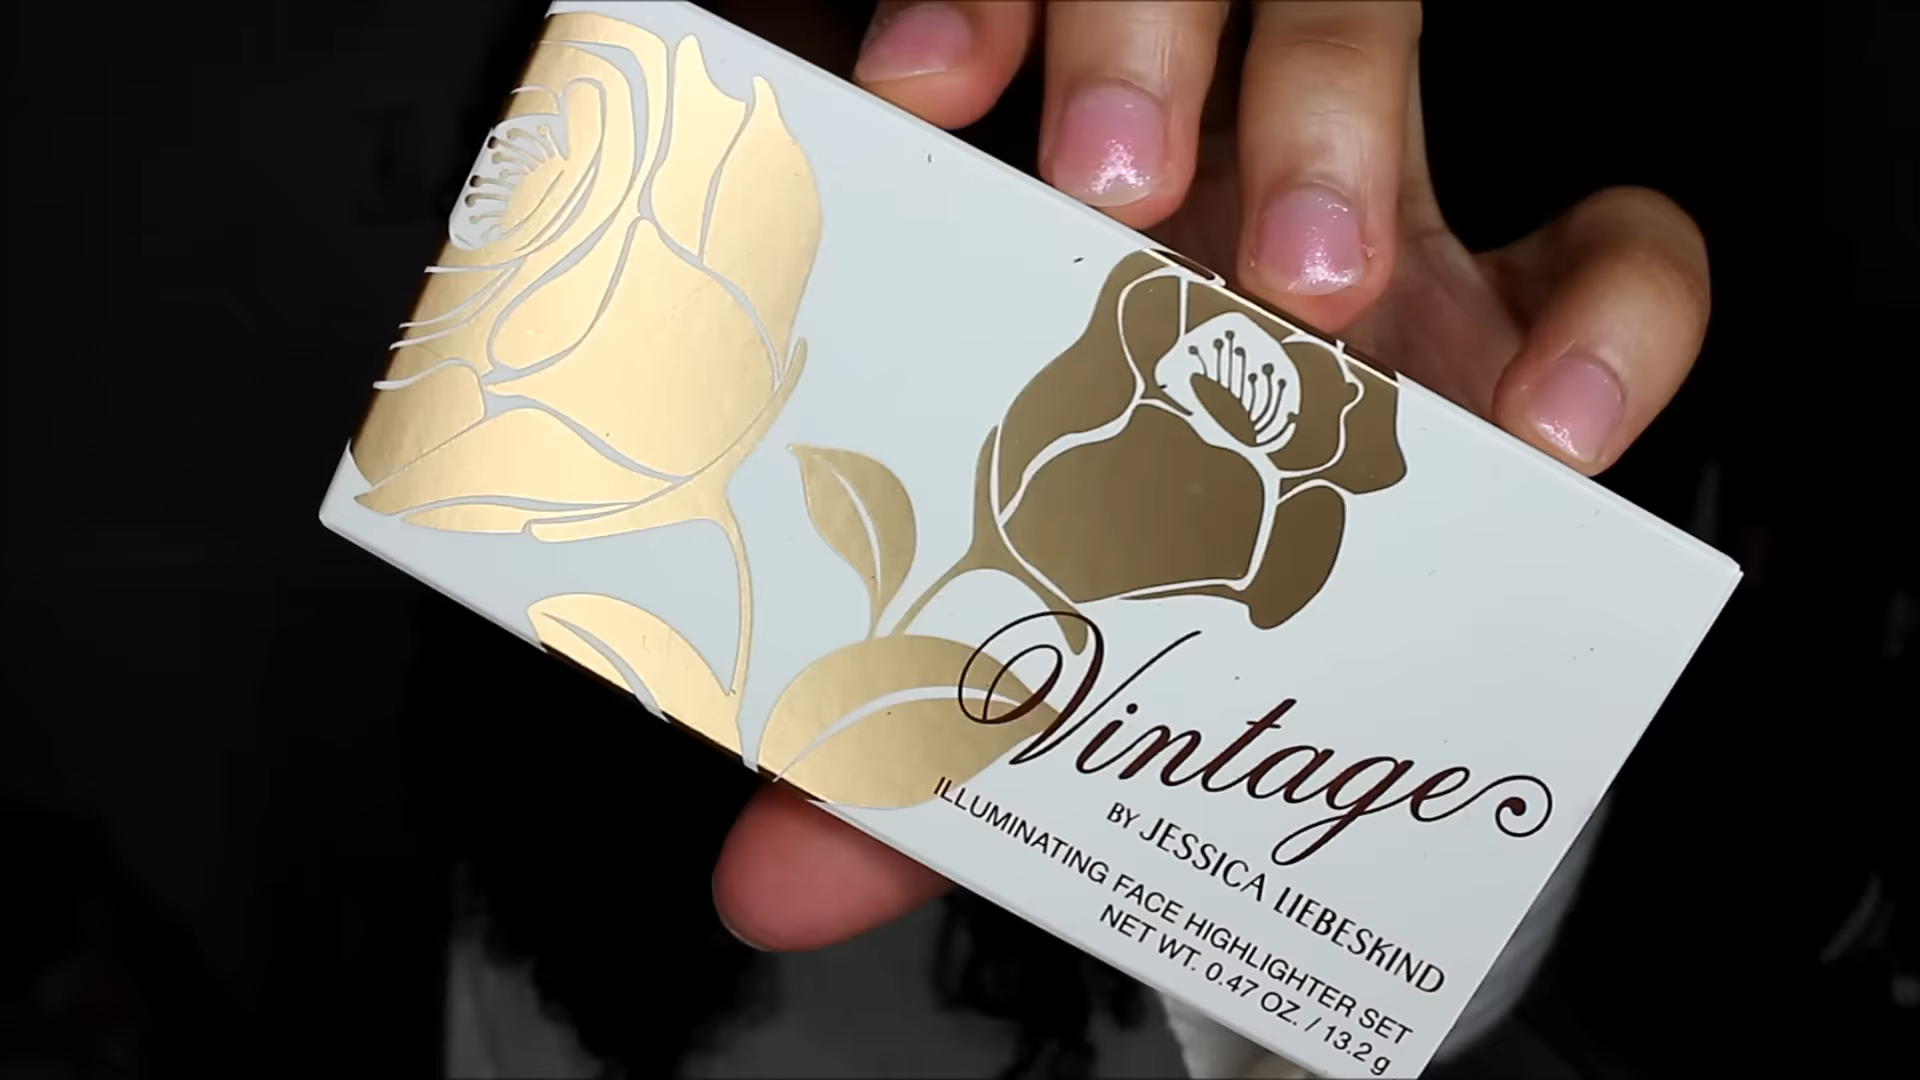 Vintage
BY JESSICA LIEBESKIND
ILLUMINATING FACE HIGHLIGHTER SET
NET WT. 0.47 OZ. / 13.2 g